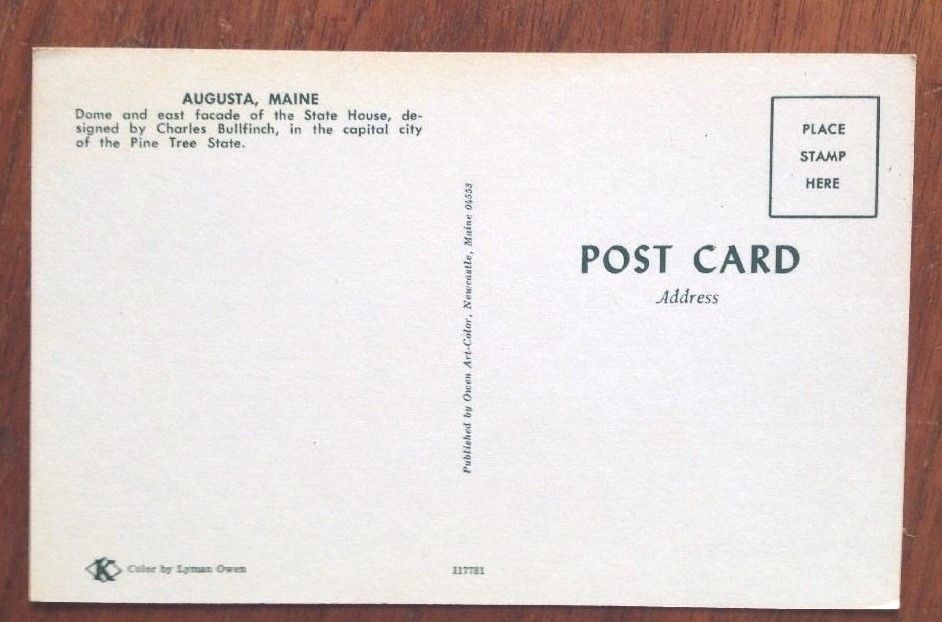 AUGUSTA, MAINE
Dome and east facade of the State House, de-
signed by Charles Bullfinch, in the capital city
of the Pine Tree State.
Published by Owen Art-Color, Newcastle, Maine 04553
PLACE
STAMP
HERE
POST CARD
Address
K Color by Lyman Owen
117781